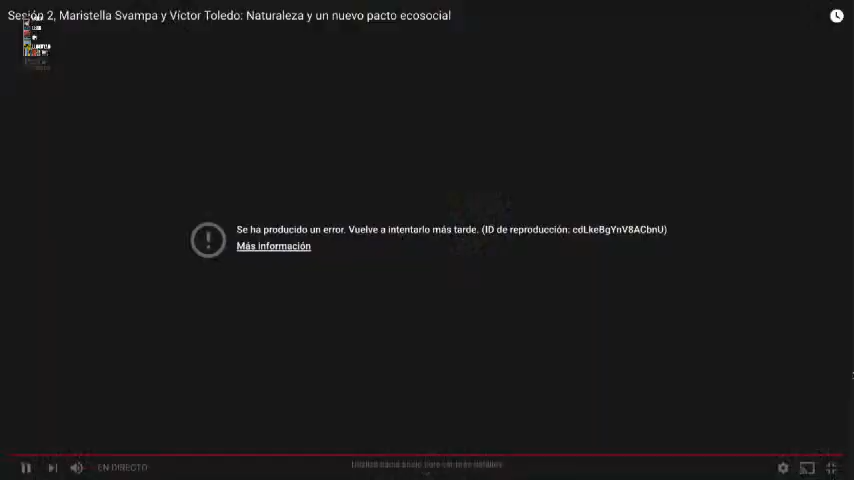 Sesión 2, Maristella Svampa y Víctor Toledo: Naturaleza y un nuevo pacto ecosocial
Se ha producido un error. Vuelve a intentarlo más tarde. (ID de reproducción: cdLkeBgYnV8ACbnU)
Más información
EN DIRECTO